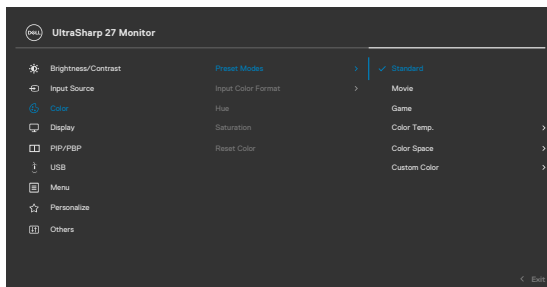 DELL
UltraSharp 27 Monitor
Brightness/Contrast
Preset Modes
Standard
Input Source
Input Color Format
Movie
Color
Hue
Game
Display
Saturation
Color Temp.
PIP/PBP
Reset Color
Color Space
USB
Custom Color
Menu
Personalize
Others
Exit